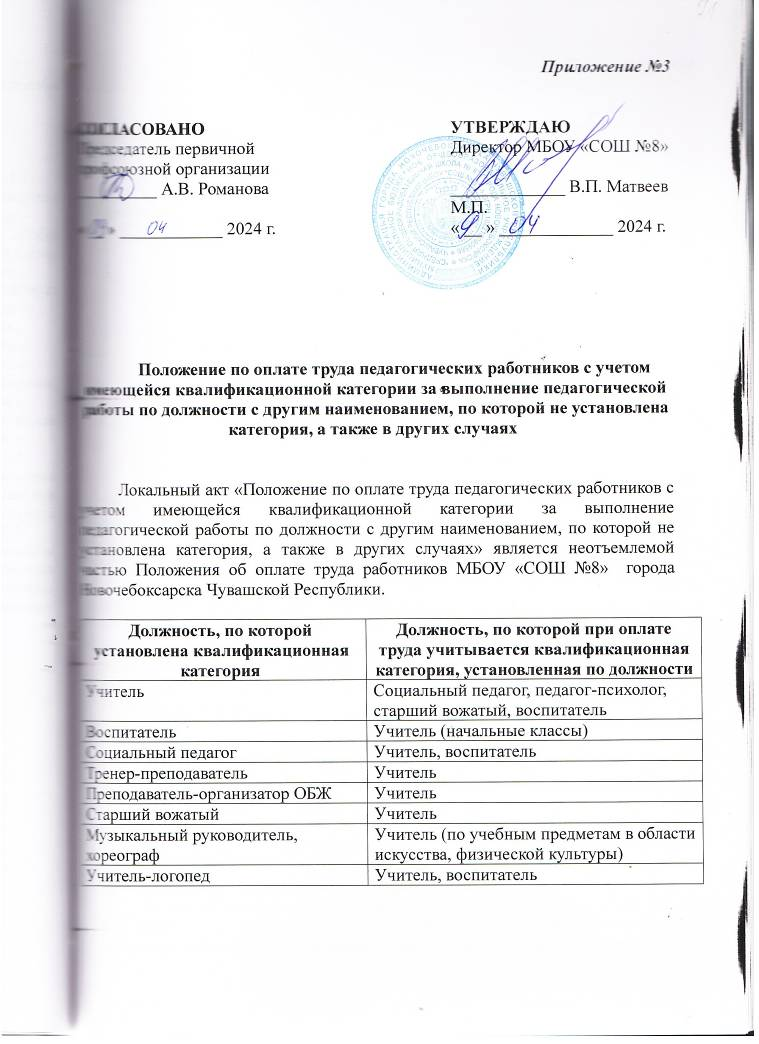 Приложение №3
СОГЛАСОВАНО
Председатель первичной
профсоюзной организации
__________ А.В. Романова
« » 04 2024 г.
УТВЕРЖДАЮ
Директор МБОУ «СОШ №8»
________________ В.П. Матвеев
М.П.
«9» 04 2024 г.
Положение по оплате труда педагогических работников с учетом
имеющейся квалификационной категории за выполнение педагогической
работы по должности с другим наименованием, по которой не установлена
категория, а также в других случаях
Локальный акт «Положение по оплате труда педагогических работников с
учетом имеющейся квалификационной категории за выполнение
педагогической работы по должности с другим наименованием, по которой не
установлена категория, а также в других случаях» является неотъемлемой
частью Положения об оплате труда работников МБОУ «СОШ №8» города
Новочебоксарска Чувашской Республики.
Должность, по которой
установлена квалификационная
категория
Должность, по которой при оплате
труда учитывается квалификационная
категория, установленная по должности
Учитель
Социальный педагог, педагог-психолог,
старший вожатый, воспитатель
Воспитатель
Учитель (начальные классы)
Социальный педагог
Учитель, воспитатель
Тренер-преподаватель
Учитель
Преподаватель-организатор ОБЖ
Учитель
Старший вожатый
Учитель
Музыкальный руководитель,
хореограф
Учитель (по учебным предметам в области
искусства, физической культуры)
Учитель-логопед
Учитель, воспитатель